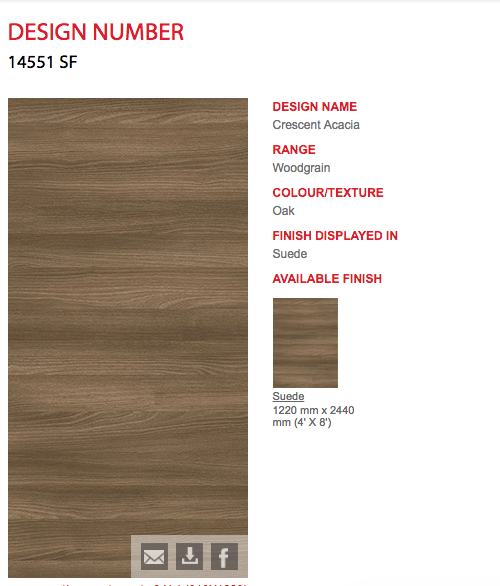 DESIGN NUMBER
14551 SF
DESIGN NAME
Crescent Acacia
RANGE
Woodgrain
COLOUR/TEXTURE
Oak
FINISH DISPLAYED IN
Suede
AVAILABLE FINISH
Suede
1220 mm x 2440
mm (4' X 8')